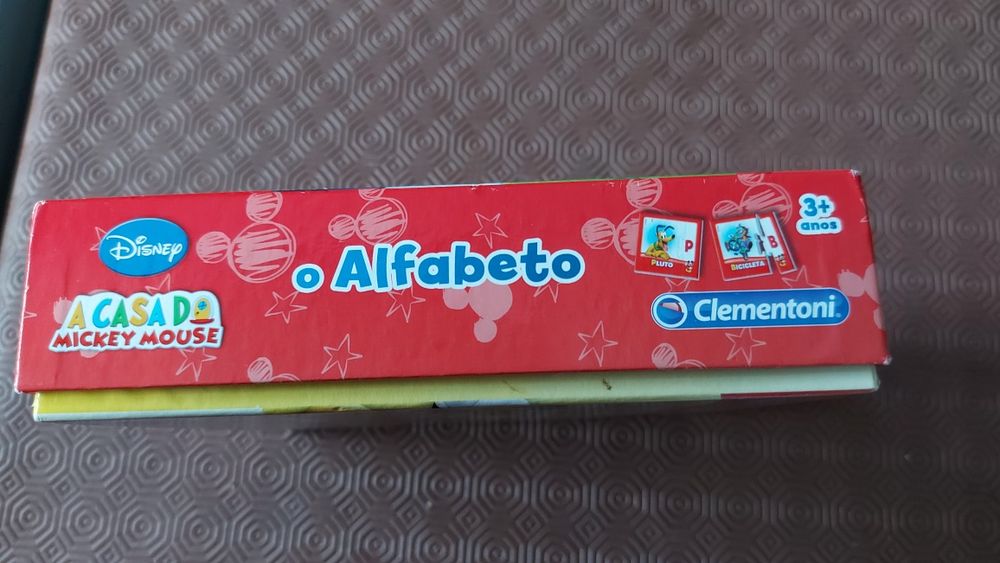 Disney
A CASA DO
MICKEY MOUSE
o Alfabeto
P
PLUTO
B
BICICLETA
3+
anos
Clementoni®